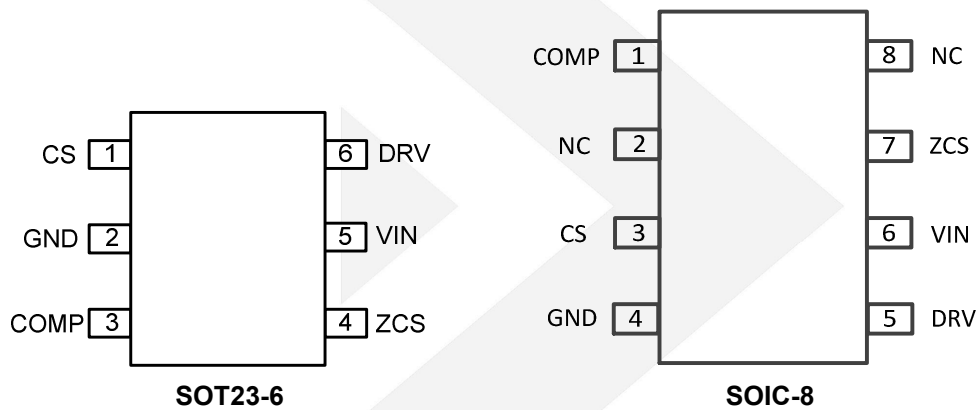 CS 1 6 DRV
GND 2 5 VIN
COMP 3 4 ZCS
SOT23-6
COMP 1 8 NC
NC 2 7 ZCS
CS 3 6 VIN
GND 4 5 DRV
SOIC-8